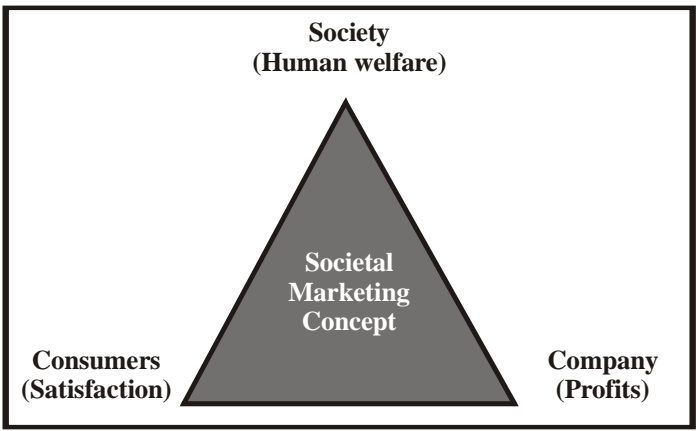 Society
(Human welfare)
Societal
Marketing
Concept
Consumers
(Satisfaction)
Company
(Profits)